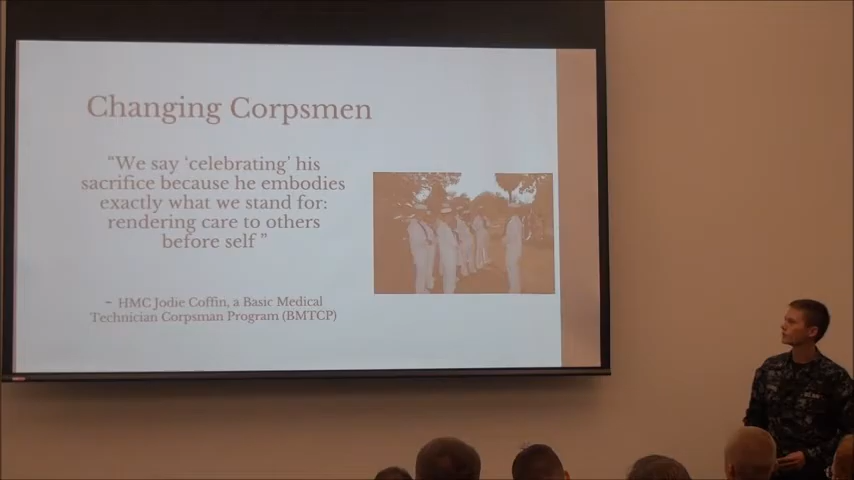 Changing Corpsmen
“We say ‘celebrating’ his
sacrifice because he embodies
exactly what we stand for:
rendering care to others
before self ”
- HMC Jodie Coffin, a Basic Medical
Technician Corpsman Program (BMTCP)